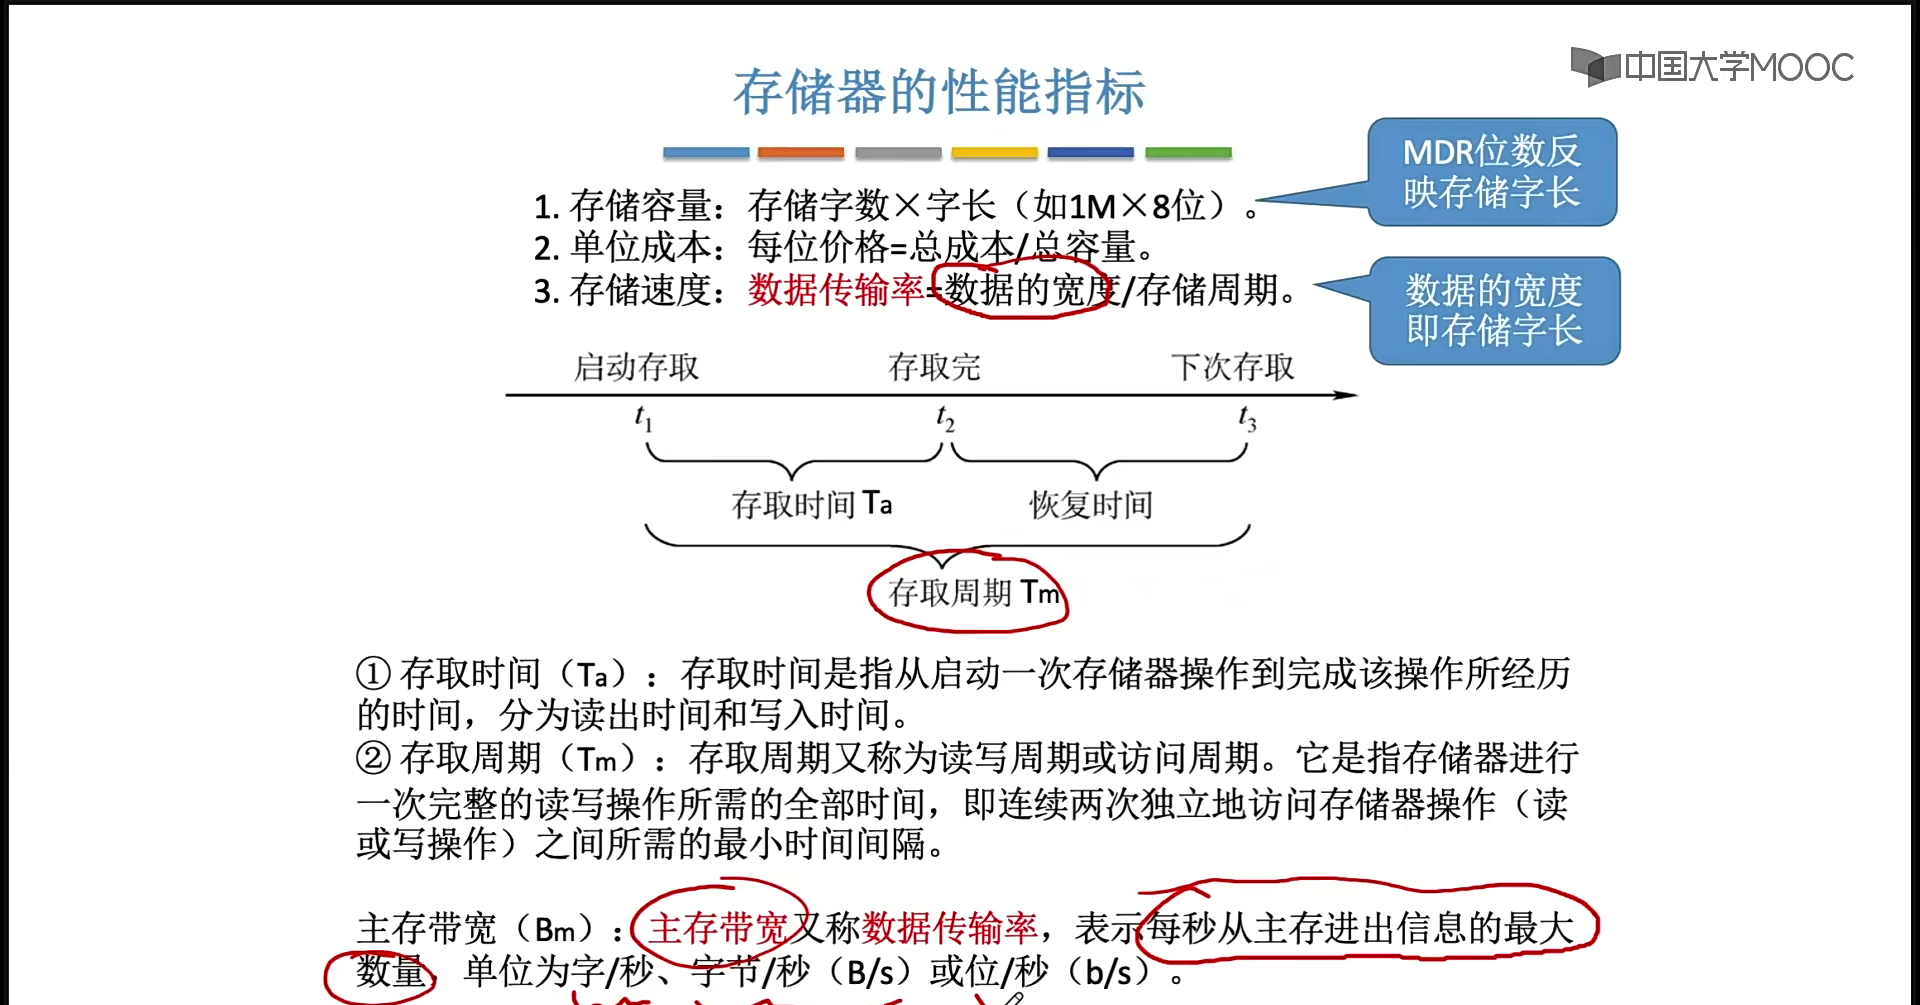 中国大学MOOC
存储器的性能指标
MDR位数反
映存储字长
1. 存储容量：存储字数×字长（如1M×8位）。
2. 单位成本：每位价格=总成本/总容量。
3. 存储速度：数据传输率=数据的宽度/存储周期。
数据的宽度
即存储字长
启动存取 存取完 下次存取
t1 t2 t3
存取时间 Ta 恢复时间
存取周期 Tm
① 存取时间（Ta）：存取时间是指从启动一次存储器操作到完成该操作所经历
的时间，分为读出时间和写入时间。
② 存取周期（Tm）：存取周期又称为读写周期或访问周期。它是指存储器进行
一次完整的读写操作所需的全部时间，即连续两次独立地访问存储器操作（读
或写操作）之间所需的最小时间间隔。
主存带宽（Bm）：主存带宽又称数据传输率，表示每秒从主存进出信息的最大
数量，单位为字/秒、字节/秒（B/s）或位/秒（b/s）。